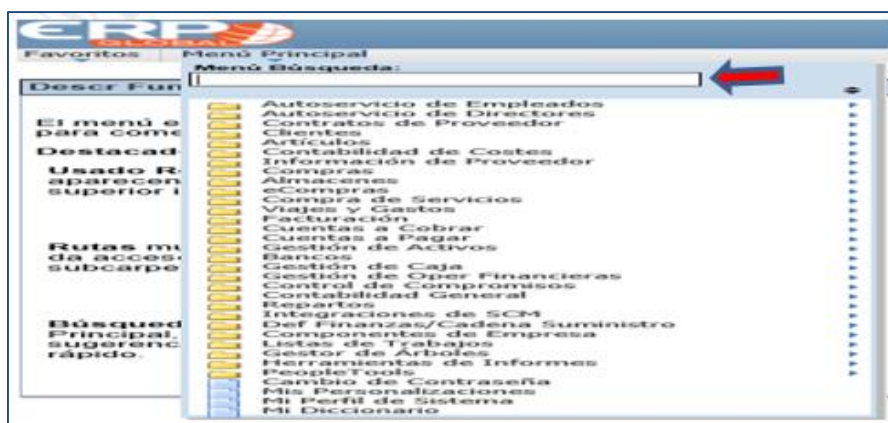 ERP
GLOBAL
Favoritos Menú Principal
Menú Búsqueda:
Descr Fun
El menú e
para come
Destacad
Usado R
aparecen
superior i
Rutas mu
da acces
subcarpe
Búsqued
Principal.
sugerenc
rápido.
Autoservicio de Empleados
Autoservicio de Directores
Contratos de Proveedor
Clientes
Artículos
Contabilidad de Costes
Información de Proveedor
Compras
Almacenes
eCompras
Compra de Servicios
Viajes y Gastos
Facturación
Cuentas a Cobrar
Cuentas a Pagar
Gestión de Activos
Bancos
Gestión de Caja
Gestión de Oper Financieras
Control de Compromisos
Contabilidad General
Repartos
Integraciones de SCM
Def Finanzas/Cadena Suministro
Componentes de Empresa
Listas de Trabajos
Gestor de Árboles
Herramientas de Informes
PeopleTools
Cambio de Contraseña
Mis Personalizaciones
Mi Perfil de Sistema
Mi Diccionario